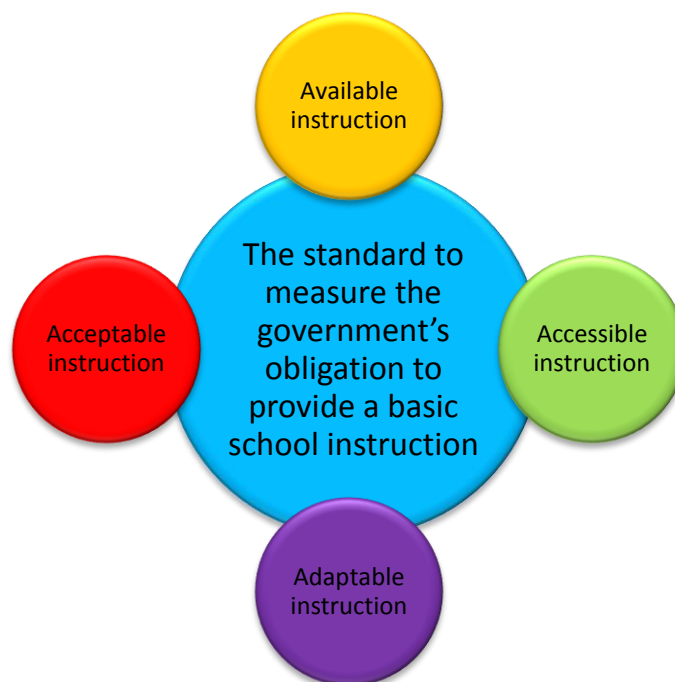 Available
instruction
The standard to
measure the
government’s
obligation to
provide a basic
school instruction
Acceptable
instruction
Accessible
instruction
Adaptable
instruction